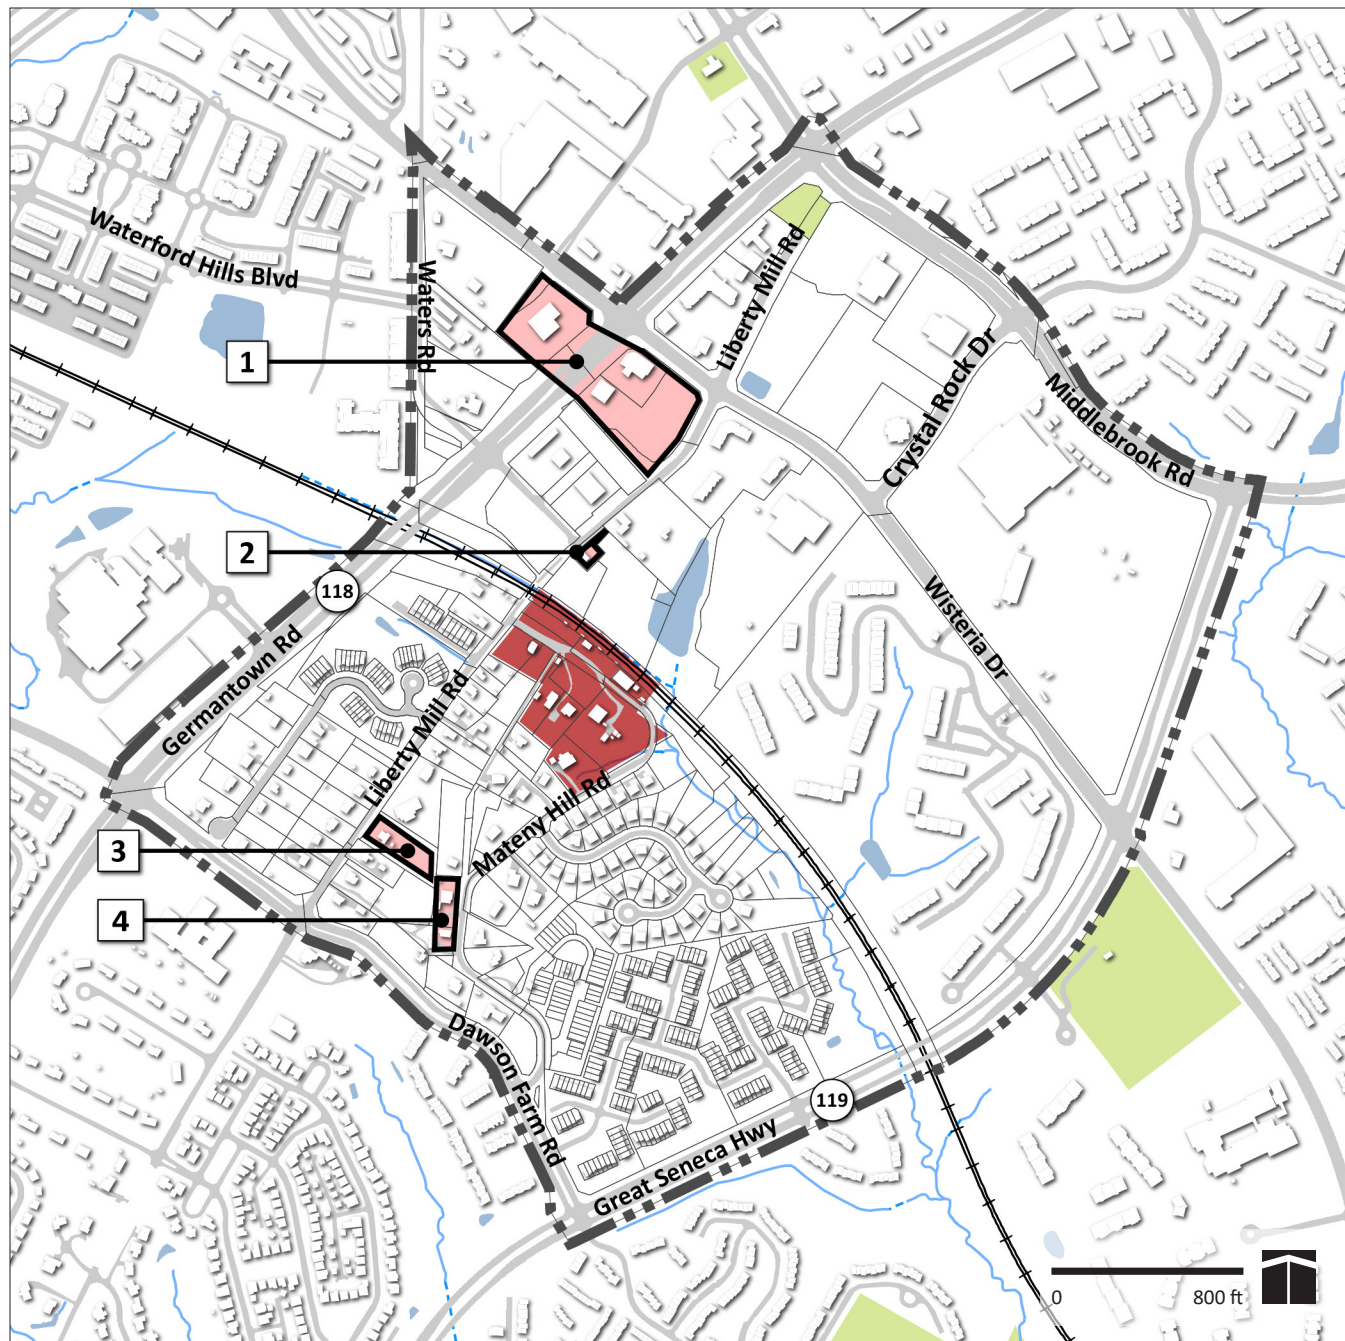 Waterford Hills Blvd
Waters Rd
Liberty Mill Rd
1
Crystal Rock Dr
Middlebrook Rd
2
118
Wisteria Dr
Germantown Rd
Liberty Mill Rd
Mateny Hill Rd
3
4
Dawson Farm Rd
119
Great Seneca Hwy
0 800 ft